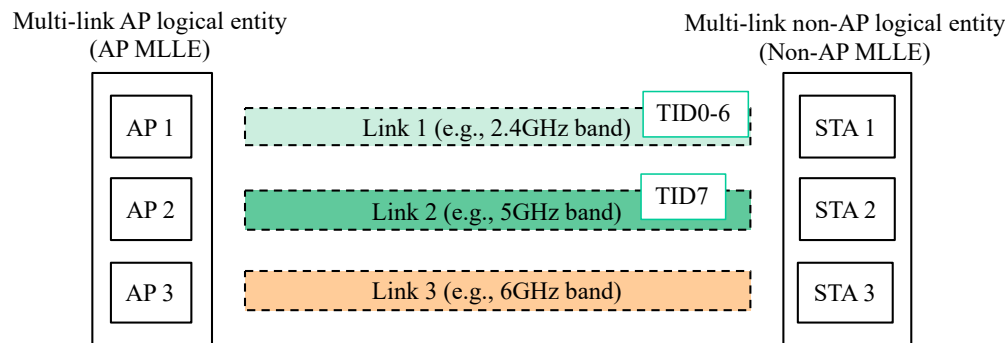 Multi-link AP logical entity
(AP MLLE)
Multi-link non-AP logical entity
(Non-AP MLLE)
AP 1
Link 1 (e.g., 2.4GHz band)
TID0-6
STA 1
AP 2
Link 2 (e.g., 5GHz band)
TID7
STA 2
AP 3
Link 3 (e.g., 6GHz band)
STA 3